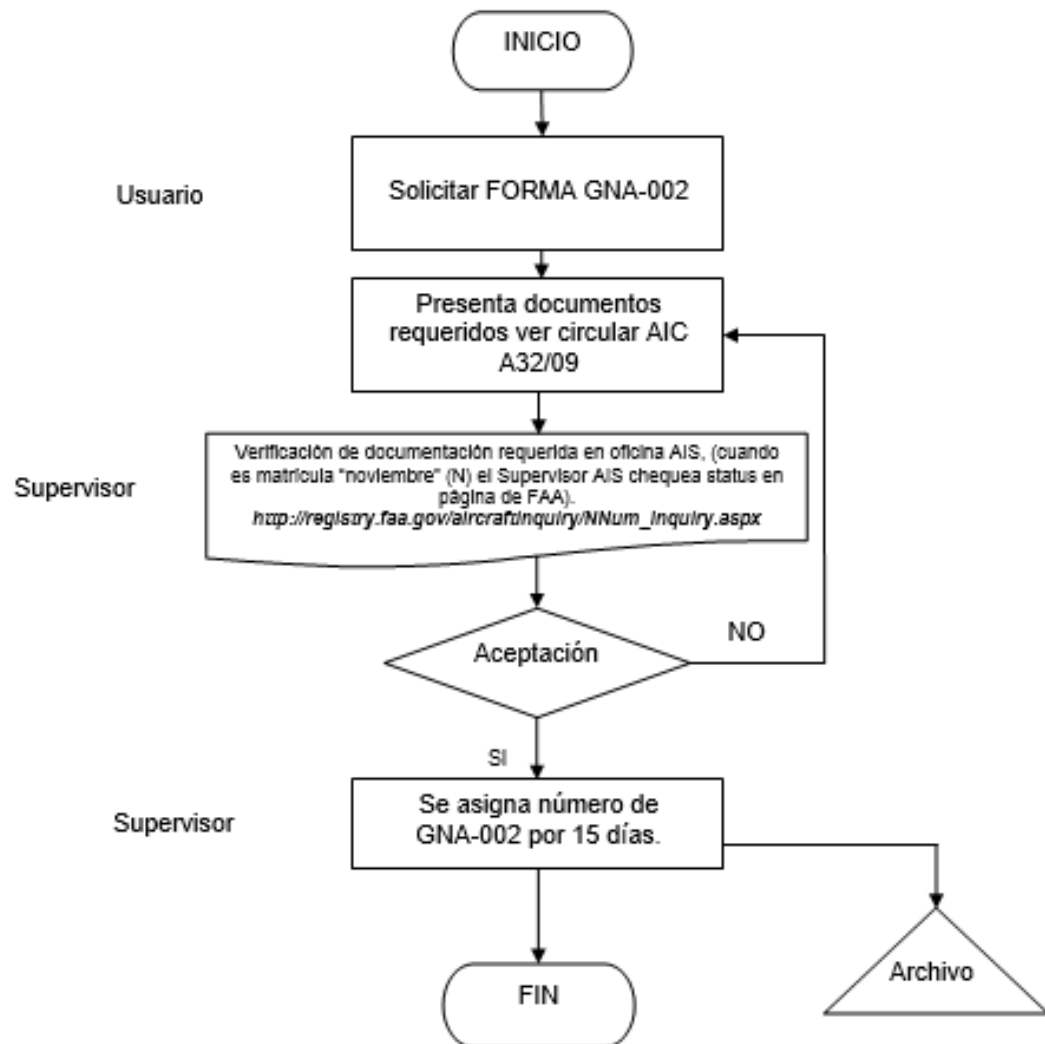 INICIO
Usuario
Solicitar FORMA GNA-002
Presenta documentos
requeridos ver circular AIC
A32/09
Supervisor
Verificación de documentación requerida en oficina AIS, (cuando
es matrícula "noviembre" (N) el Supervisor AIS chequea status en
página de FAA).
http://registry.faa.gov/aircraftinquiry/NNum_inquiry.aspx
Aceptación
NO
SI
Supervisor
Se asigna número de
GNA-002 por 15 días.
Archivo
FIN